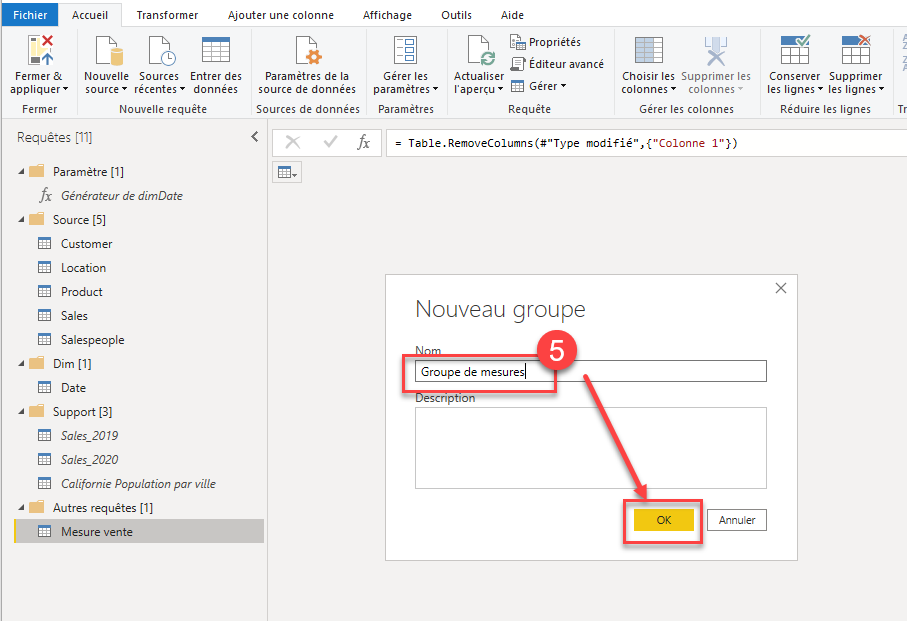 Fichier Accueil Transformer Ajouter une colonne Affichage Outils Aide
Fermer & appliquer
Nouvelle source
Sources récentes
Entrer des données
Paramètres de la source de données
Gérer les paramètres
Actualiser l'aperçu
Propriétés
Éditeur avancé
Gérer
Choisir les colonnes
Supprimer les colonnes
Conserver les lignes
Supprimer les lignes
Fermer Nouvelle requête Sources de données Paramètres Requête Gérer les colonnes Réduire les lignes Tr
Requêtes [11]
fx = Table.RemoveColumns(#"Type modifié",{"Colonne 1"})
Paramètre [1]
fx Générateur de dimDate
Source [5]
Customer
Location
Product
Sales
Salespeople
Dim [1]
Date
Support [3]
Sales_2019
Sales_2020
Californie Population par ville
Autres requêtes [1]
Mesure vente
Nouveau groupe
Nom
5
Groupe de mesures
Description
OK Annuler